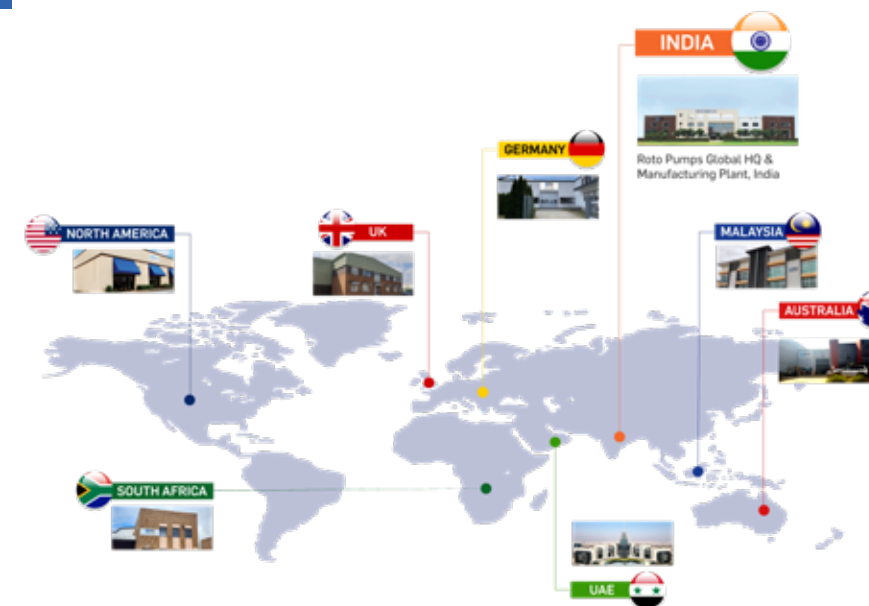 INDIA
Roto Pumps Global HQ &
Manufacturing Plant, India
GERMANY
NORTH AMERICA
UK
MALAYSIA
AUSTRALIA
SOUTH AFRICA
UAE